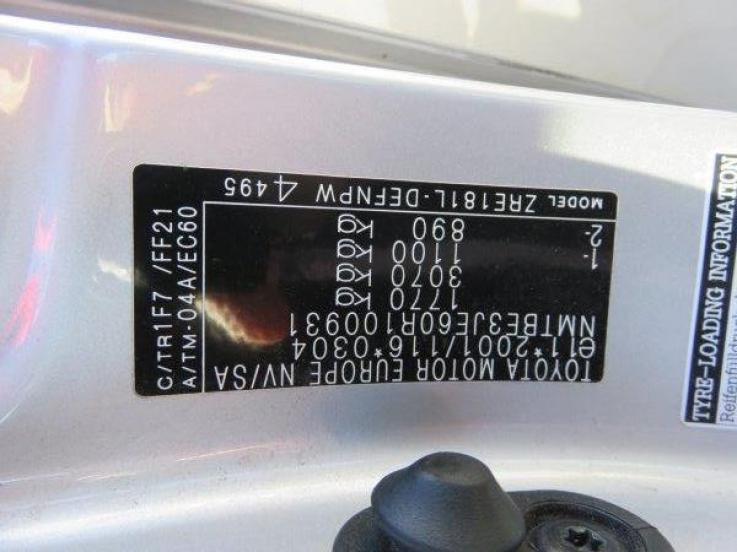 TOYOTA MOTOR EUROPE NV/SA
e11*2001/116*0304
NMTBE3JE60R100931
1770 Kg
3070 Kg
1- 1100 Kg
2- 890 Kg
MODEL ZRE181L-DEFNPW 4495
C/TR1F7 /FF21
A/TM-04A/EC60
TYRE-LOADING INFORMATION